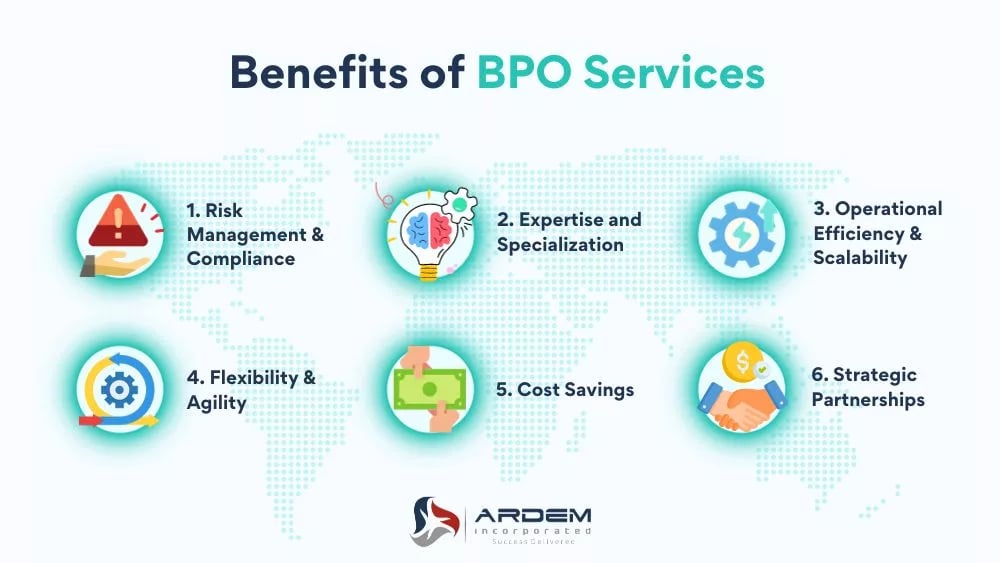 Benefits of BPO Services
1. Risk
Management &
Compliance
2. Expertise and
Specialization
3. Operational
Efficiency &
Scalability
4. Flexibility &
Agility
5. Cost Savings
$
6. Strategic
Partnerships
ARDEM
incorporated
Success Delivered